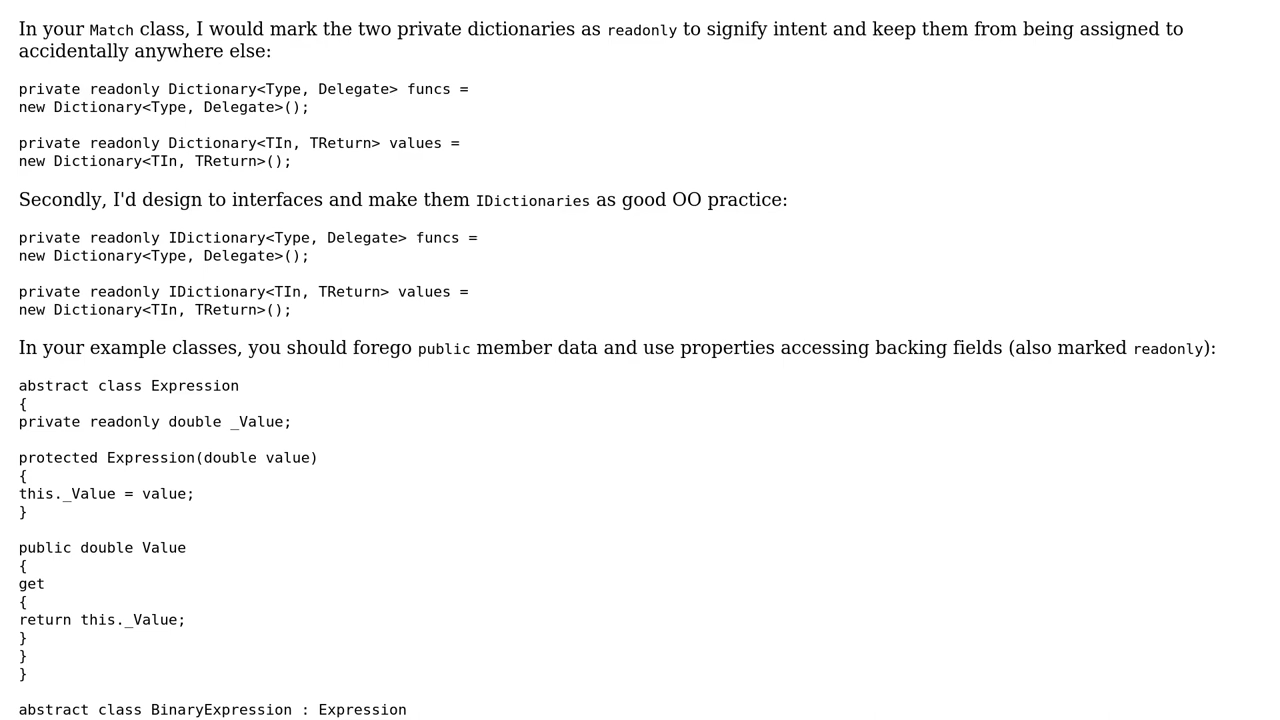 In your Match class, I would mark the two private dictionaries as readonly to signify intent and keep them from being assigned to
accidentally anywhere else:
private readonly Dictionary<Type, Delegate> funcs =
new Dictionary<Type, Delegate>();
private readonly Dictionary<TIn, TReturn> values =
new Dictionary<TIn, TReturn>();
Secondly, I'd design to interfaces and make them IDictionaries as good OO practice:
private readonly IDictionary<Type, Delegate> funcs =
new Dictionary<Type, Delegate>();
private readonly IDictionary<TIn, TReturn> values =
new Dictionary<TIn, TReturn>();
In your example classes, you should forego public member data and use properties accessing backing fields (also marked readonly):
abstract class Expression
{
private readonly double _Value;
protected Expression(double value)
{
this._Value = value;
}
public double Value
{
get
{
return this._Value;
}
}
}
abstract class BinaryExpression : Expression